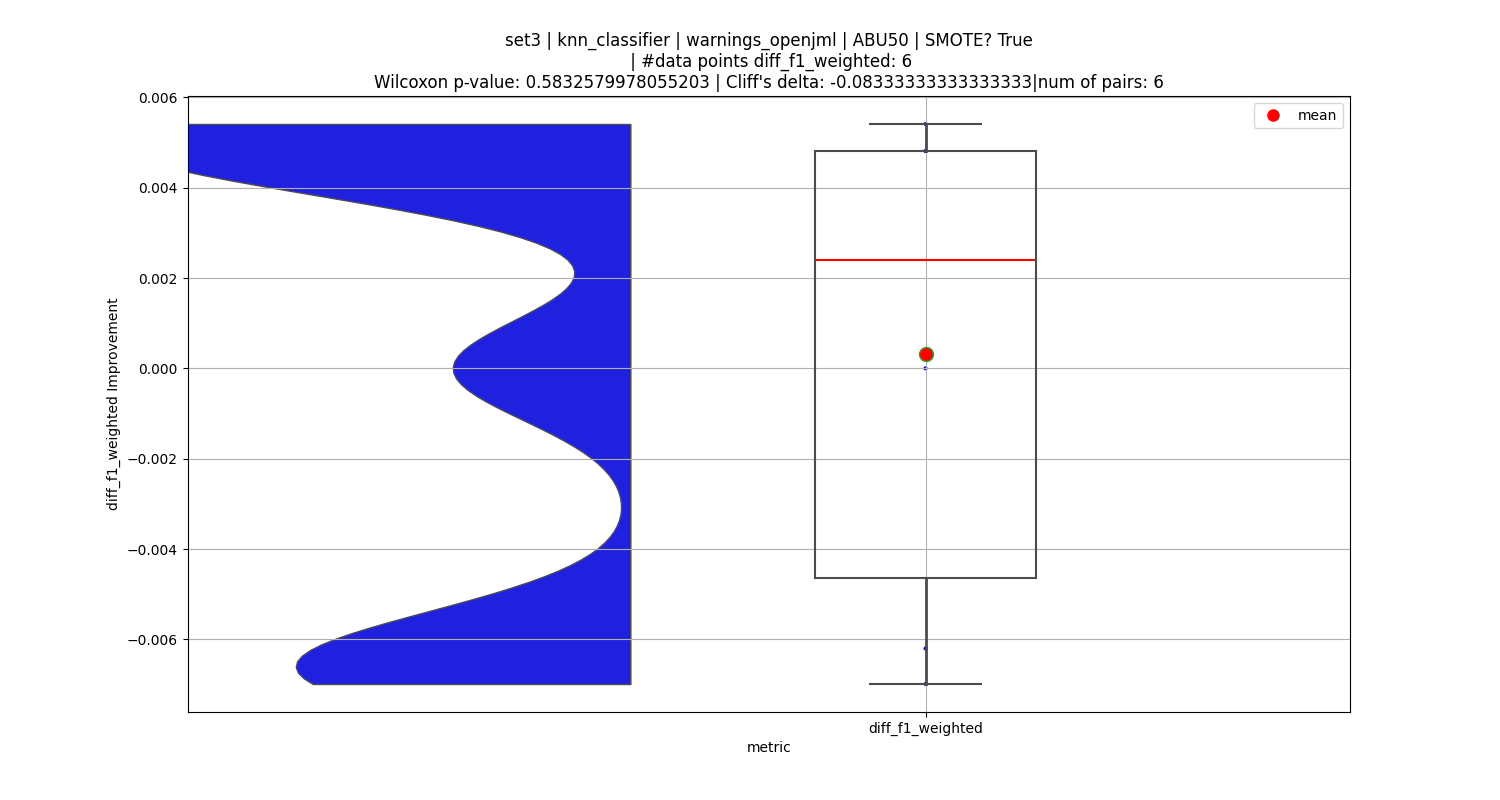 set3 | knn_classifier | warnings_openjml | ABU50 | SMOTE? True
| #data points diff_f1_weighted: 6
Wilcoxon p-value: 0.5832579978055203 | Cliff's delta: -0.08333333333333333|num of pairs: 6
mean
0.006
0.004
0.002
0.000
−0.002
−0.004
−0.006
diff_f1_weighted Improvement
diff_f1_weighted
metric